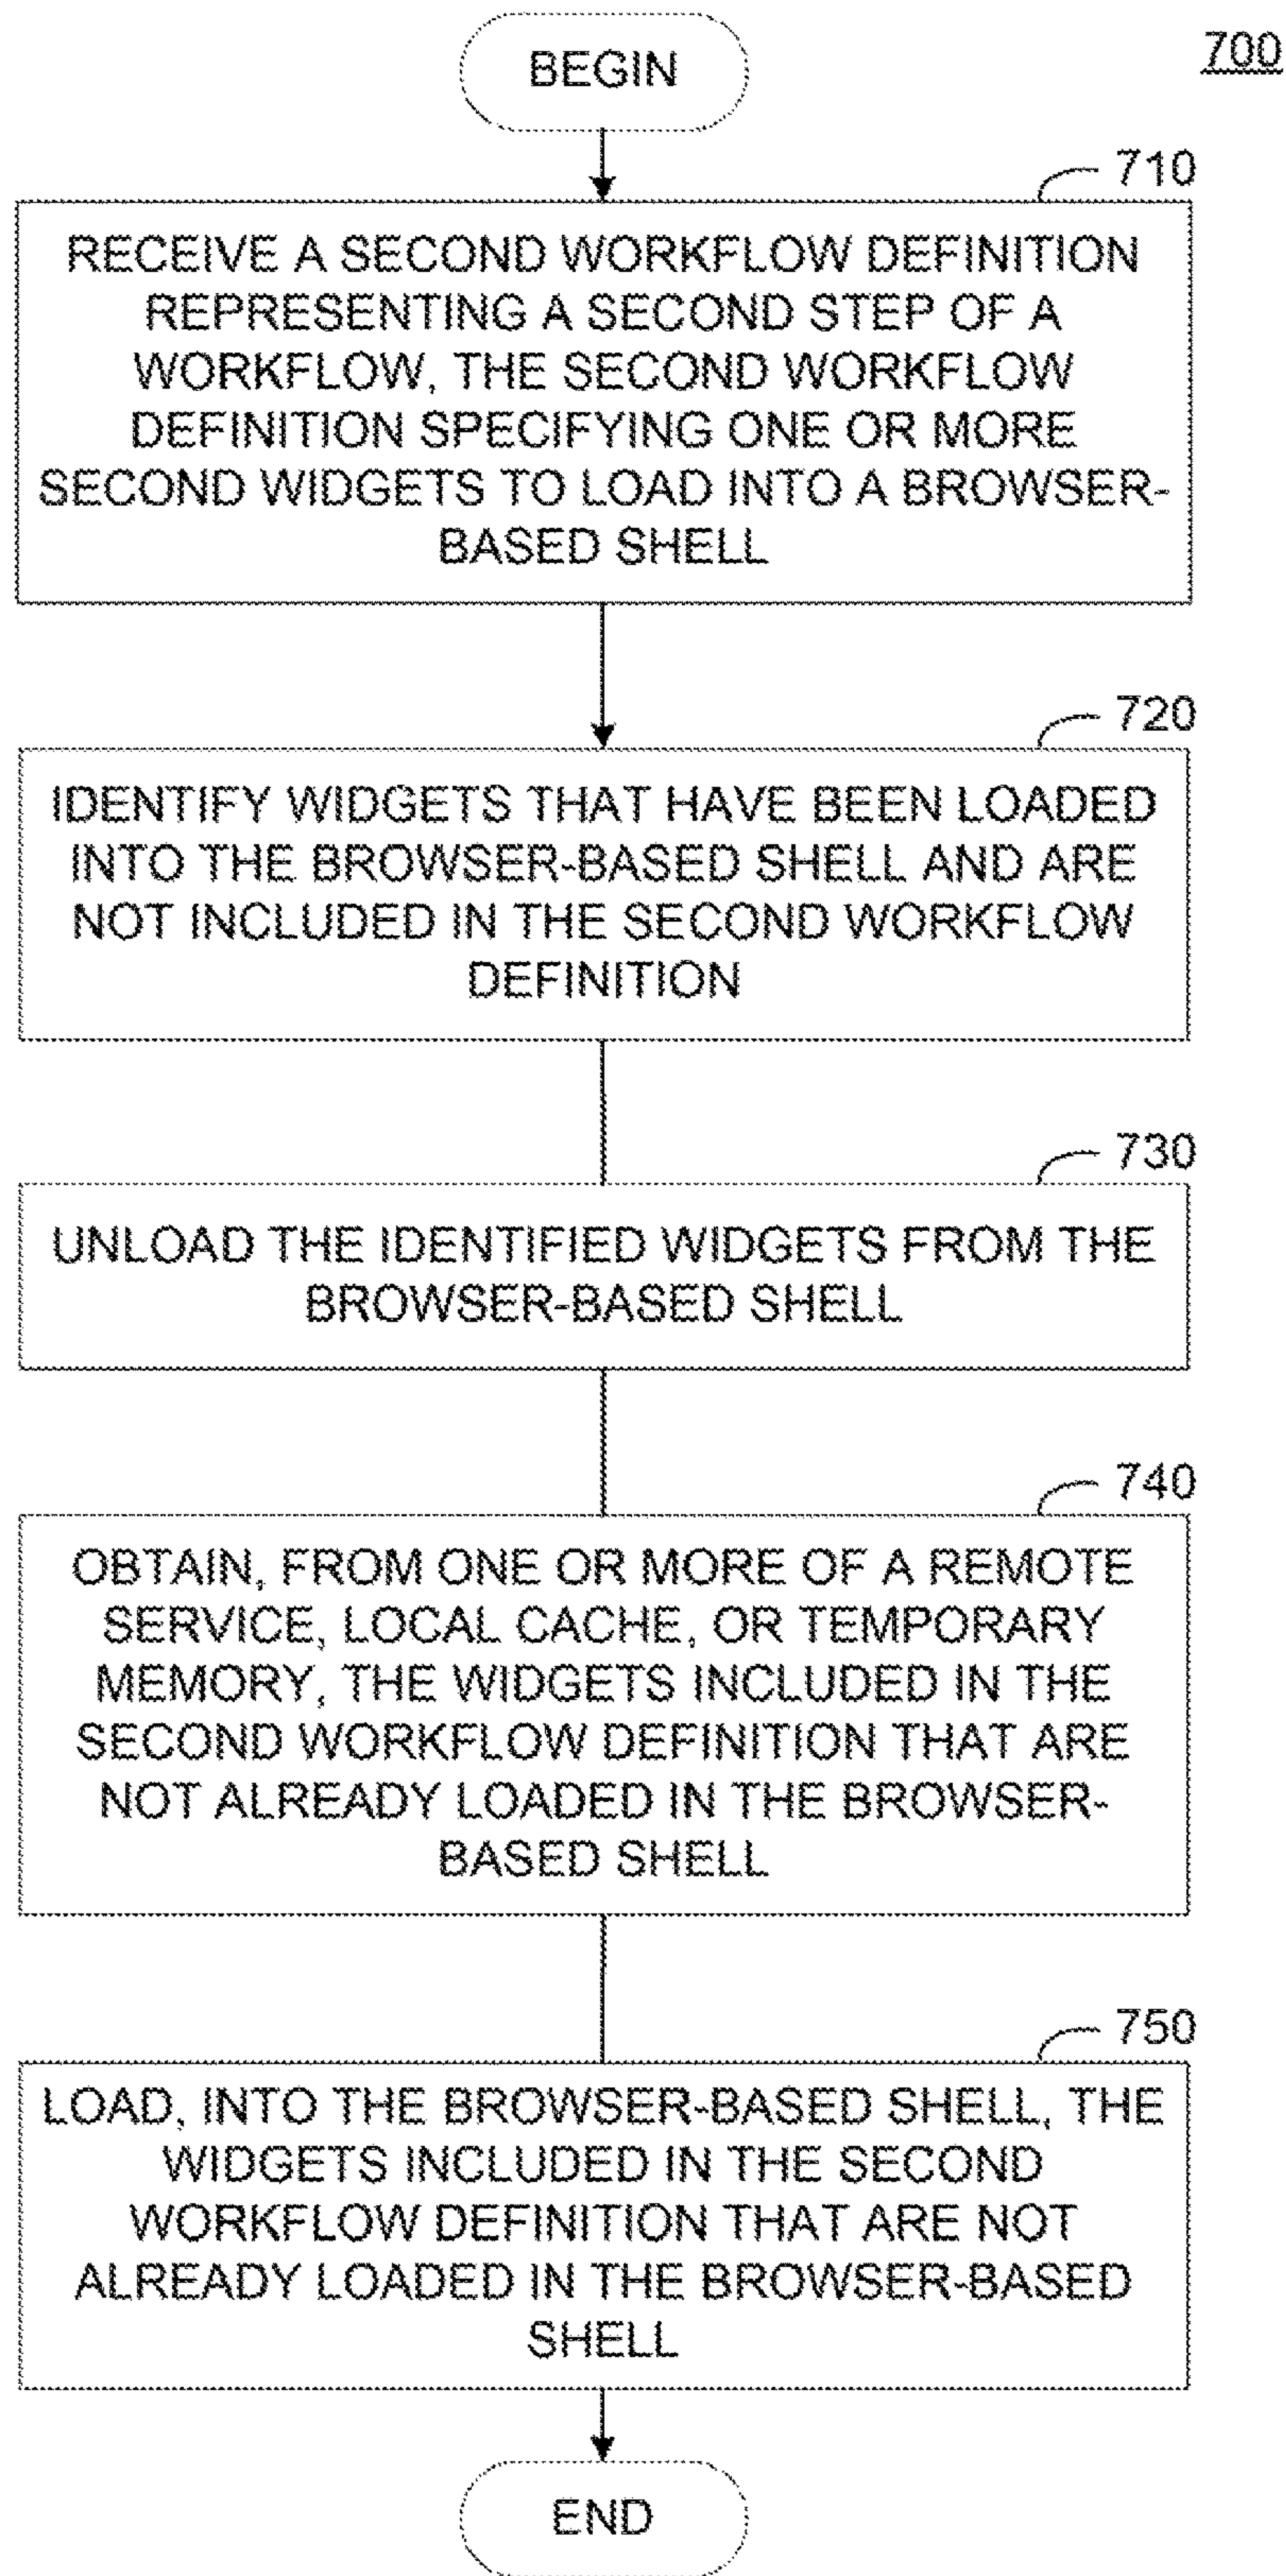 BEGIN
700
710
RECEIVE A SECOND WORKFLOW DEFINITION
REPRESENTING A SECOND STEP OF A
WORKFLOW, THE SECOND WORKFLOW
DEFINITION SPECIFYING ONE OR MORE
SECOND WIDGETS TO LOAD INTO A BROWSER-
BASED SHELL
720
IDENTIFY WIDGETS THAT HAVE BEEN LOADED
INTO THE BROWSER-BASED SHELL AND ARE
NOT INCLUDED IN THE SECOND WORKFLOW
DEFINITION
730
UNLOAD THE IDENTIFIED WIDGETS FROM THE
BROWSER-BASED SHELL
740
OBTAIN, FROM ONE OR MORE OF A REMOTE
SERVICE, LOCAL CACHE, OR TEMPORARY
MEMORY, THE WIDGETS INCLUDED IN THE
SECOND WORKFLOW DEFINITION THAT ARE
NOT ALREADY LOADED IN THE BROWSER-
BASED SHELL
750
LOAD, INTO THE BROWSER-BASED SHELL, THE
WIDGETS INCLUDED IN THE SECOND
WORKFLOW DEFINITION THAT ARE NOT
ALREADY LOADED IN THE BROWSER-BASED
SHELL
END